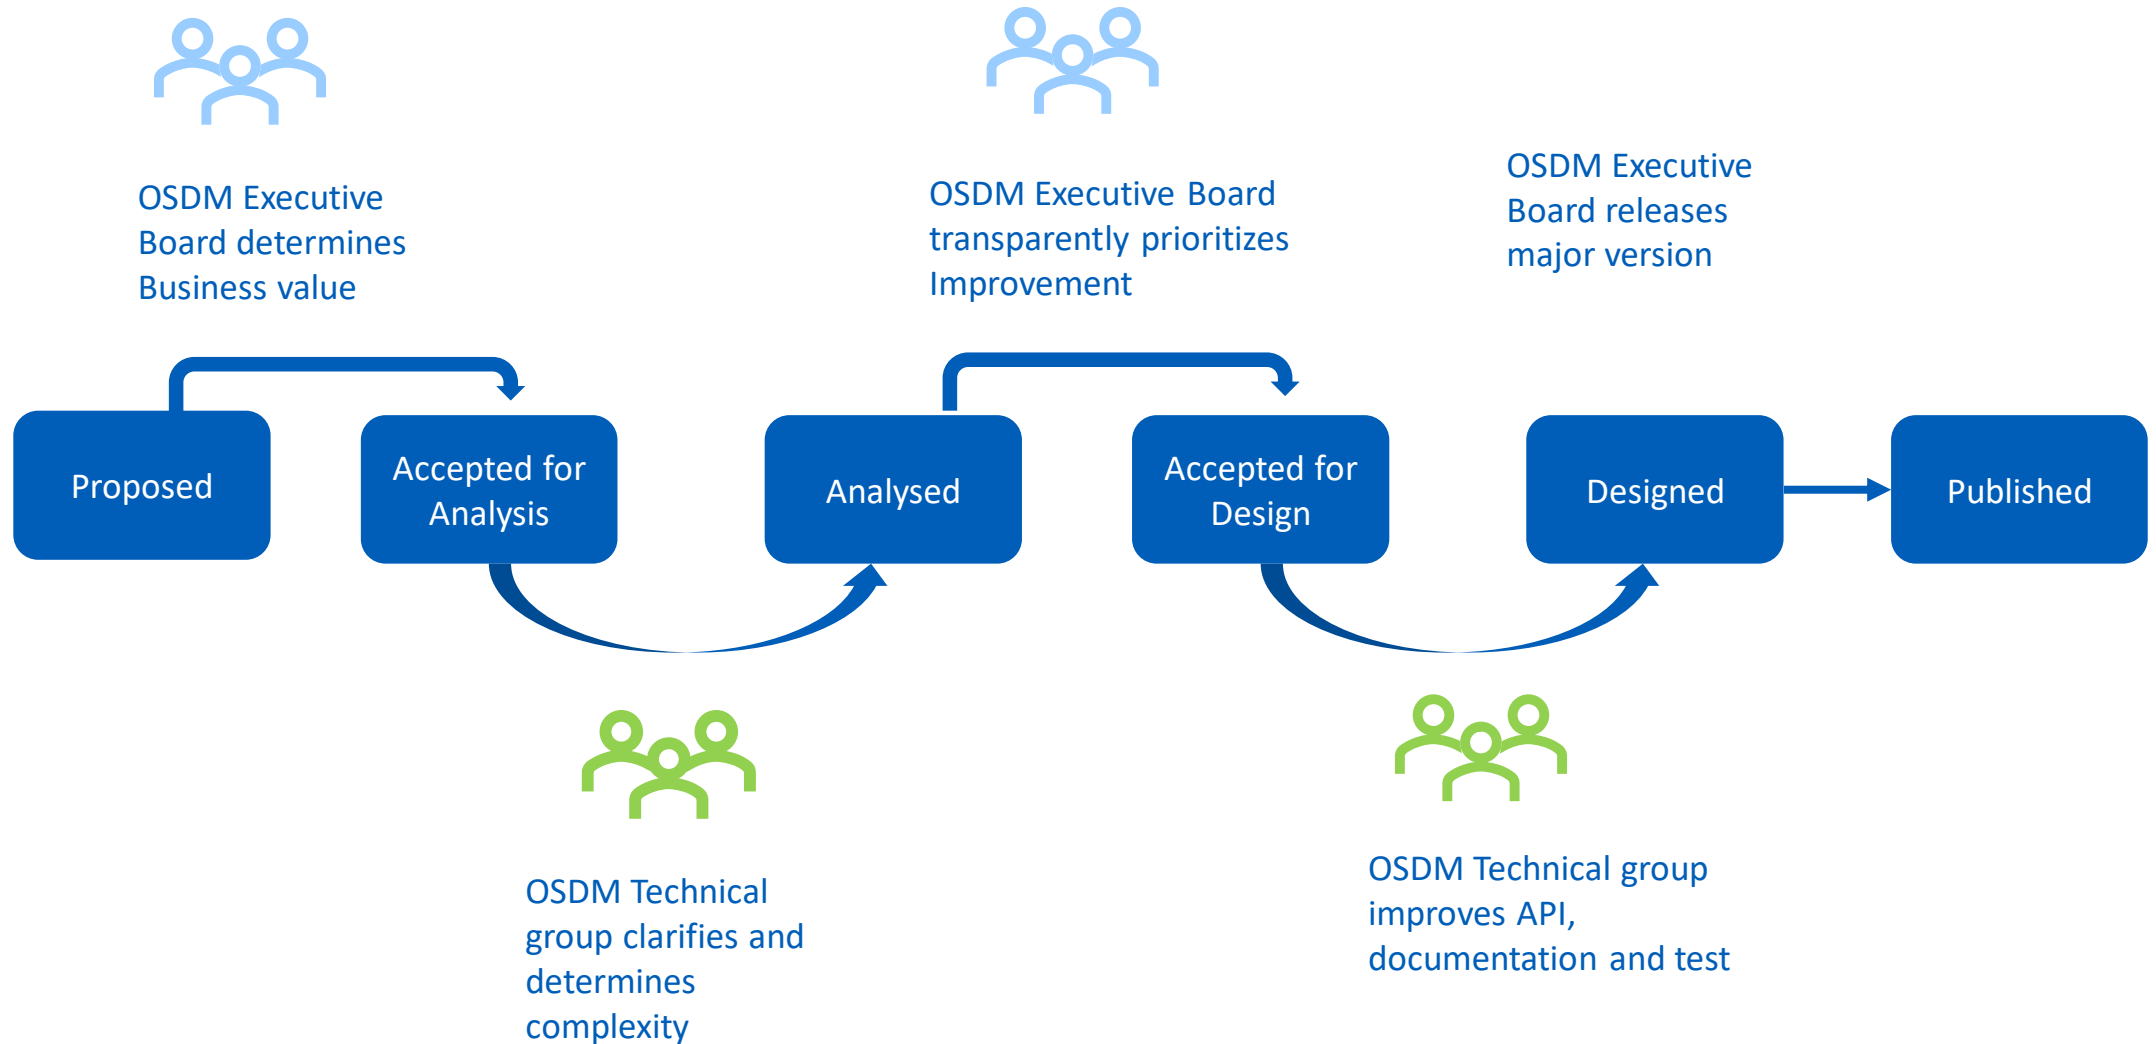 OSDM Executive
Board determines
Business value
OSDM Executive Board
transparently prioritizes
Improvement
OSDM Executive
Board releases
major version
Proposed
Accepted for
Analysis
Analysed
Accepted for
Design
Designed
Published
OSDM Technical
group clarifies and
determines
complexity
OSDM Technical group
improves API,
documentation and test